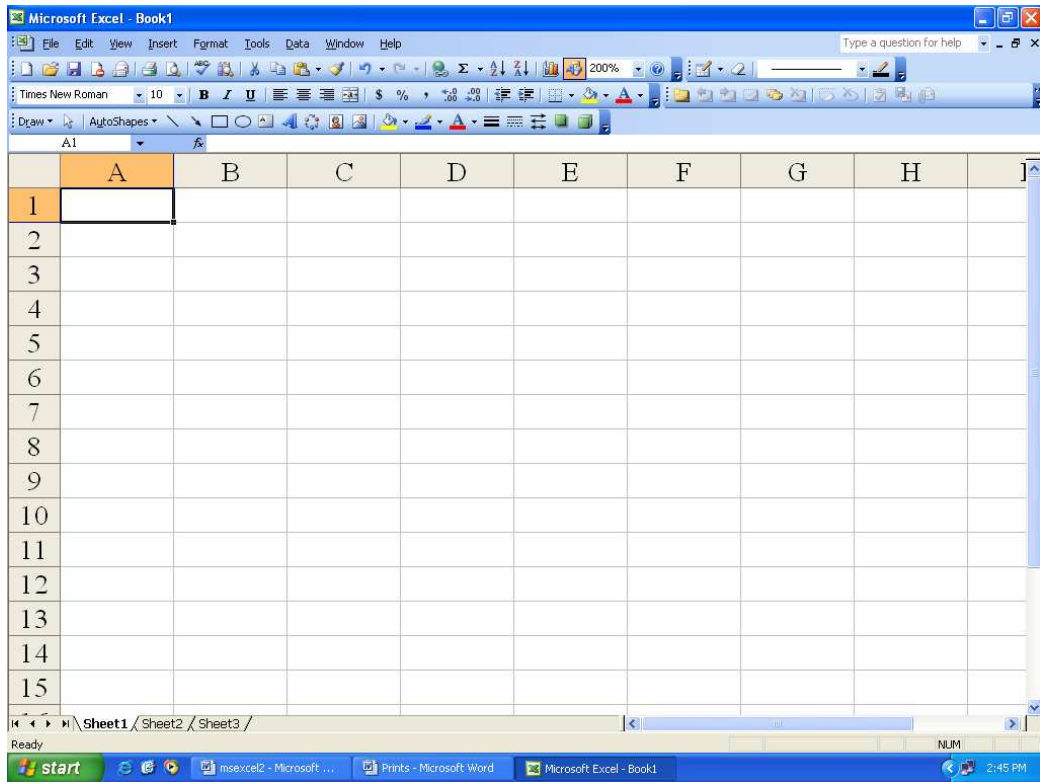 Microsoft Excel - Book1
File Edit View Insert Format Tools Data Window Help Type a question for help
200%
Times New Roman 10 B I U $ % ,
Draw AutoShapes
A1 fx
A B C D E F G H
1
2
3
4
5
6
7
8
9
10
11
12
13
14
15
Sheet1 Sheet2 Sheet3
Ready NUM
start msexcel2 - Microsoft ... Prints - Microsoft Word Microsoft Excel - Book1 2:45 PM